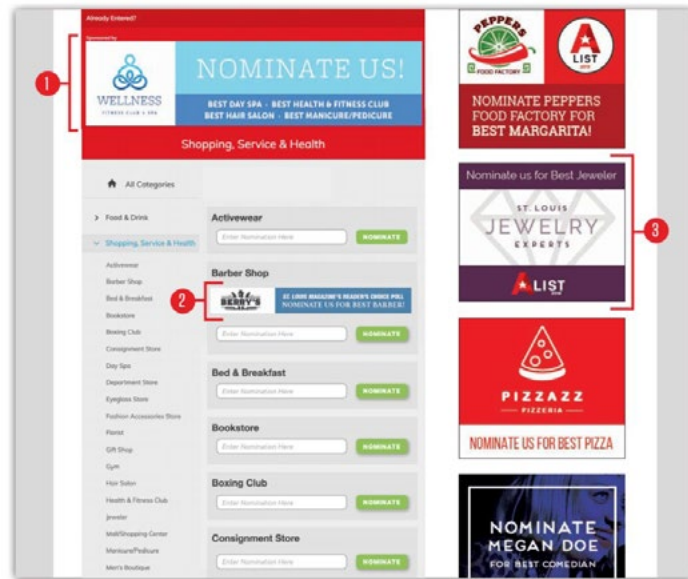 Already Entered?
Sponsored by
1
WELLNESS
FITNESS CLUB & SPA
NOMINATE US!
BEST DAY SPA • BEST HEALTH & FITNESS CLUB
BEST HAIR SALON • BEST MANICURE/PEDICURE
Shopping, Service & Health
All Categories
Food & Drink
Shopping, Service & Health
Activewear
Barber Shop
Bed & Breakfast
Bookstore
Boxing Club
Consignment Store
Day Spa
Department Store
Eyeglass Store
Fashion Accessories Store
Florist
Gift Shop
Gym
Hair Salon
Health & Fitness Club
Jeweler
Mall/Shopping Center
Manicure/Pedicure
Men's Boutique
Activewear
Enter Nomination Here
NOMINATE
Barber Shop
2
BERRY'S
ST. LOUIS MAGAZINE'S READER'S CHOICE POLL
NOMINATE US FOR BEST BARBER!
Enter Nomination Here
NOMINATE
Bed & Breakfast
Enter Nomination Here
NOMINATE
Bookstore
Enter Nomination Here
NOMINATE
Boxing Club
Enter Nomination Here
NOMINATE
Consignment Store
Enter Nomination Here
NOMINATE
PEPPERS
FOOD FACTORY
A
LIST
NOMINATE PEPPERS
FOOD FACTORY FOR
BEST MARGARITA!
Nominate us for Best Jeweler
ST. LOUIS
JEWELRY
EXPERTS
A LIST
3
PIZZAZZ
PIZZERIA
NOMINATE US FOR BEST PIZZA
NOMINATE
MEGAN DOE
FOR BEST COMEDIAN